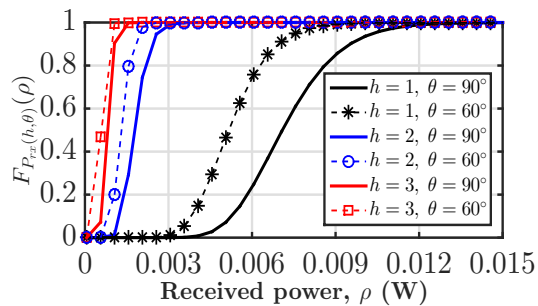 F_{P_{rx}(h,θ)}(ρ)
1
0.8
0.6
0.4
0.2
0
0 0.003 0.006 0.009 0.012 0.015
Received power, ρ (W)
h = 1, θ = 90°
h = 1, θ = 60°
h = 2, θ = 90°
h = 2, θ = 60°
h = 3, θ = 90°
h = 3, θ = 60°